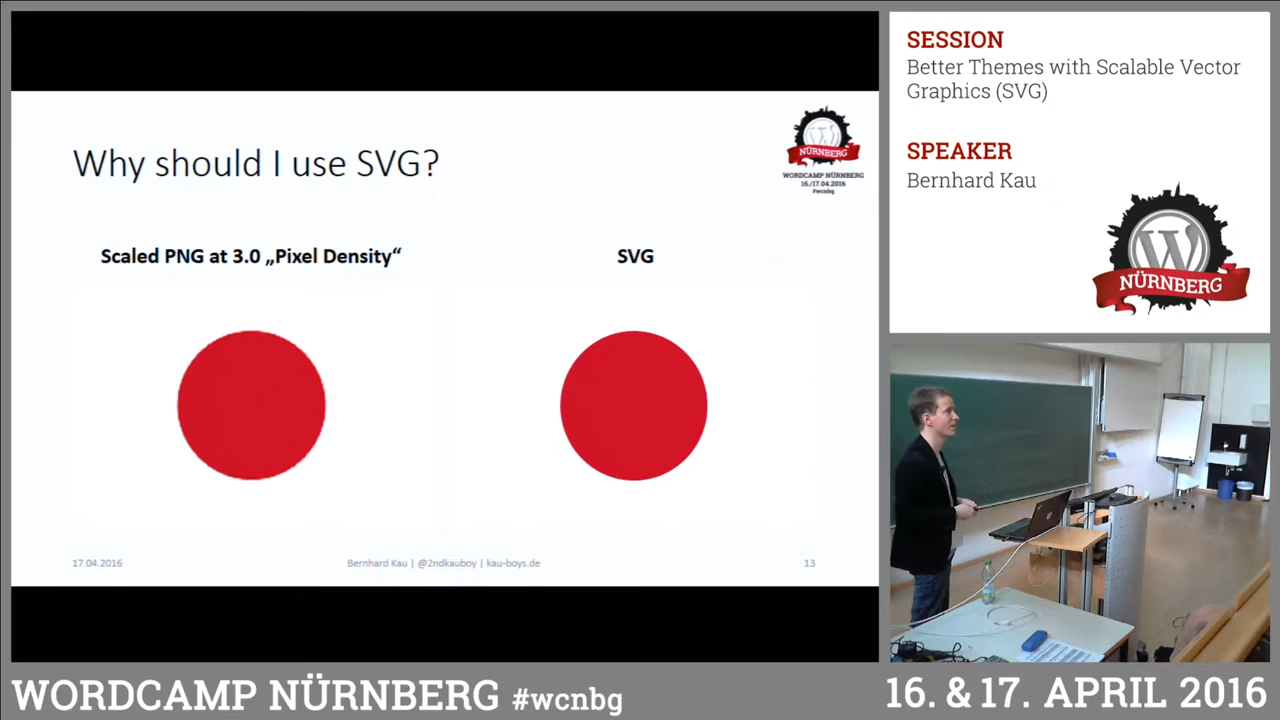 Why should I use SVG?
NÜRNBERG
WORDCAMP NÜRNBERG
16./17.04.2016
#wcnbg
Scaled PNG at 3.0 „Pixel Density“
SVG
17.04.2016
Bernhard Kau | @2ndkauboy | kau-boys.de
13
SESSION
Better Themes with Scalable Vector
Graphics (SVG)
SPEAKER
Bernhard Kau
NÜRNBERG
WORDCAMP NÜRNBERG #wcnbg
16. & 17. APRIL 2016